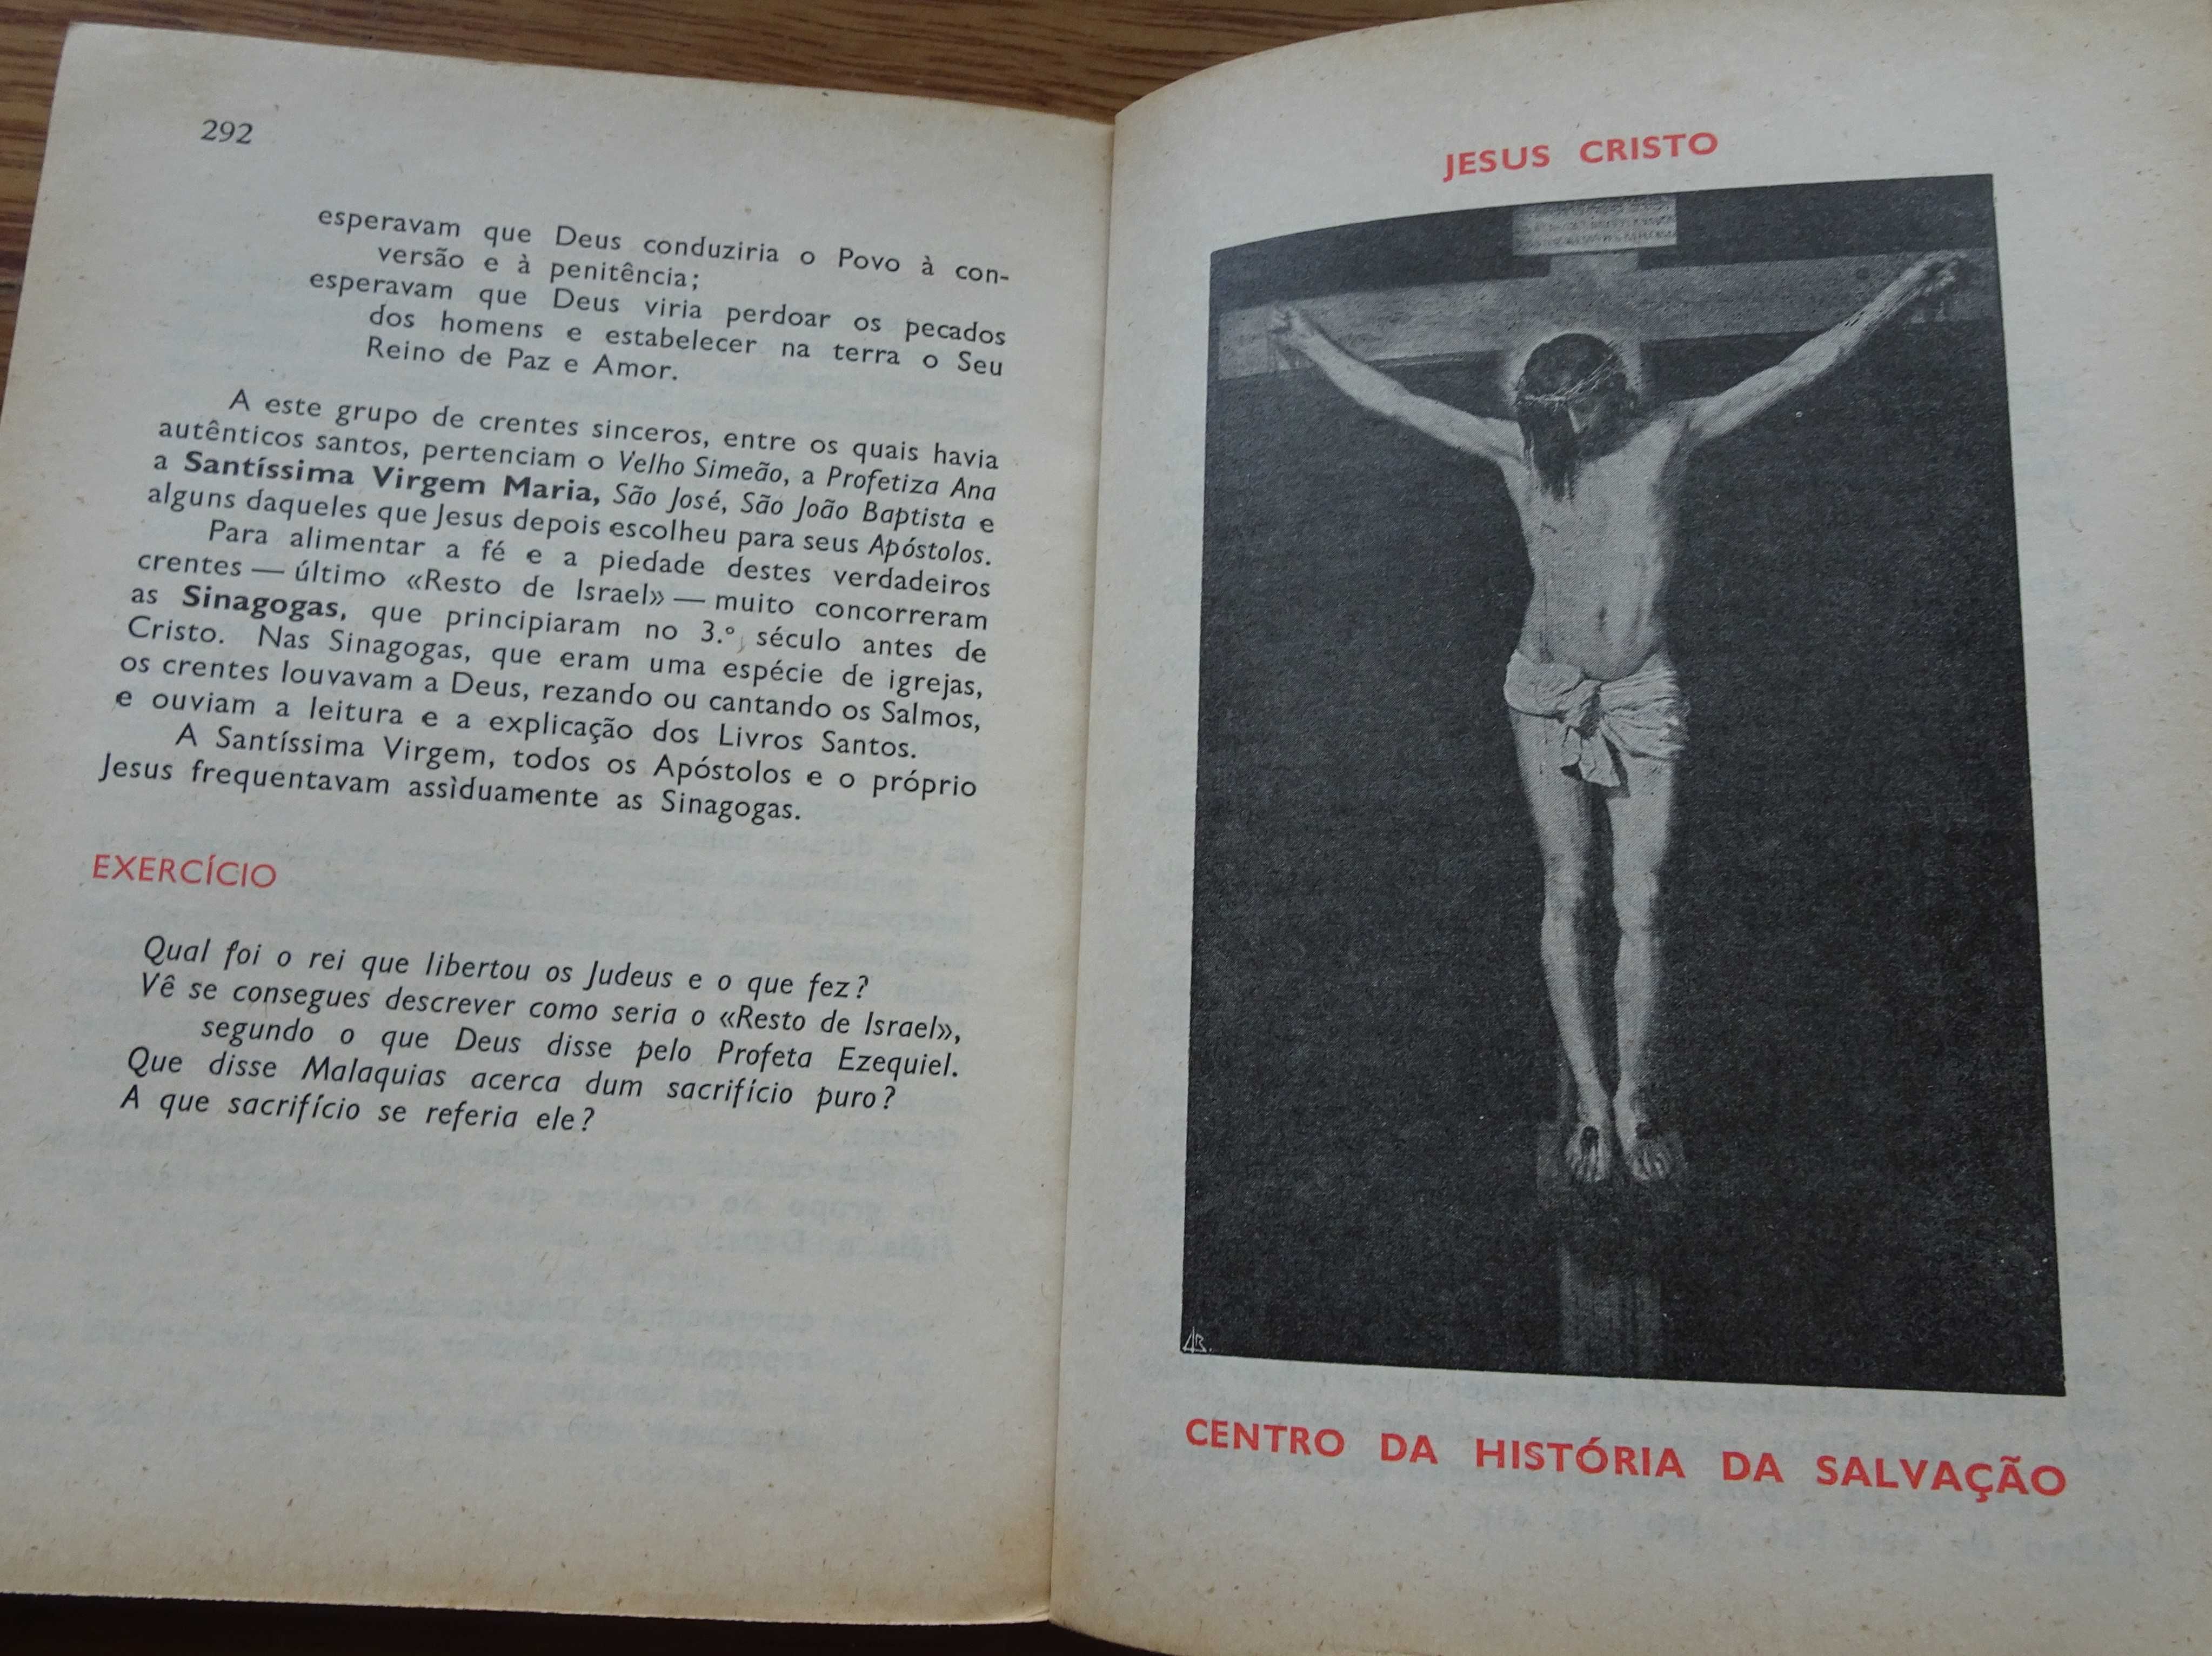 292
esperavam que Deus conduziria o Povo à con-
versão e à penitência;
esperavam que Deus viria perdoar os pecados
dos homens e estabelecer na terra o Seu
Reino de Paz e Amor.
A este grupo de crentes sinceros, entre os quais havia
autênticos santos, pertenciam o Velho Simeão, a Profetiza Ana
a Santíssima Virgem Maria, São José, São João Baptista e
alguns daqueles que Jesus depois escolheu para seus Apóstolos.
Para alimentar a fé e a piedade destes verdadeiros
crentes — último «Resto de Israel» — muito concorreram
as Sinagogas, que principiaram no 3.º século antes de
Cristo. Nas Sinagogas, que eram uma espécie de igrejas,
os crentes louvavam a Deus, rezando ou cantando os Salmos,
e ouviam a leitura e a explicação dos Livros Santos.
A Santíssima Virgem, todos os Apóstolos e o próprio
Jesus frequentavam assìduamente as Sinagogas.
EXERCÍCIO
Qual foi o rei que libertou os Judeus e o que fez?
Vê se consegues descrever como seria o «Resto de Israel»,
segundo o que Deus disse pelo Profeta Ezequiel.
Que disse Malaquias acerca dum sacrifício puro?
A que sacrifício se referia ele?
JESUS CRISTO
CENTRO DA HISTÓRIA DA SALVAÇÃO